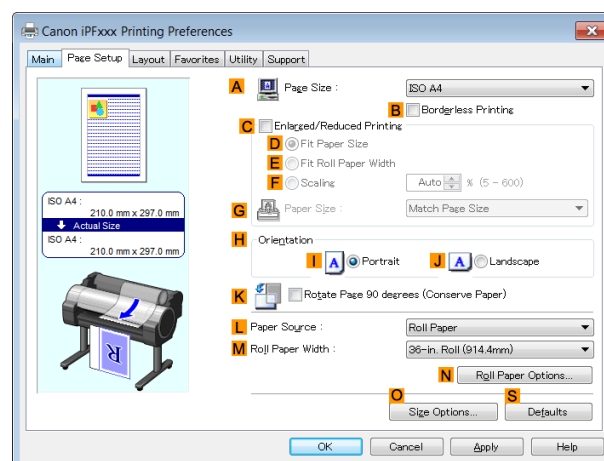 Canon iPFxxx Printing Preferences
Main Page Setup Layout Favorites Utility Support
A Page Size : ISO A4
B Borderless Printing
C Enlarged/Reduced Printing
D Fit Paper Size
E Fit Roll Paper Width
F Scaling Auto % (5 - 600)
G Paper Size : Match Page Size
ISO A4 :
210.0 mm x 297.0 mm
Actual Size
ISO A4 :
210.0 mm x 297.0 mm
H Orientation
I A Portrait J A Landscape
K Rotate Page 90 degrees (Conserve Paper)
L Paper Source : Roll Paper
M Roll Paper Width : 36-in. Roll (914.4mm)
R
N Roll Paper Options...
O S
Size Options... Defaults
OK Cancel Apply Help